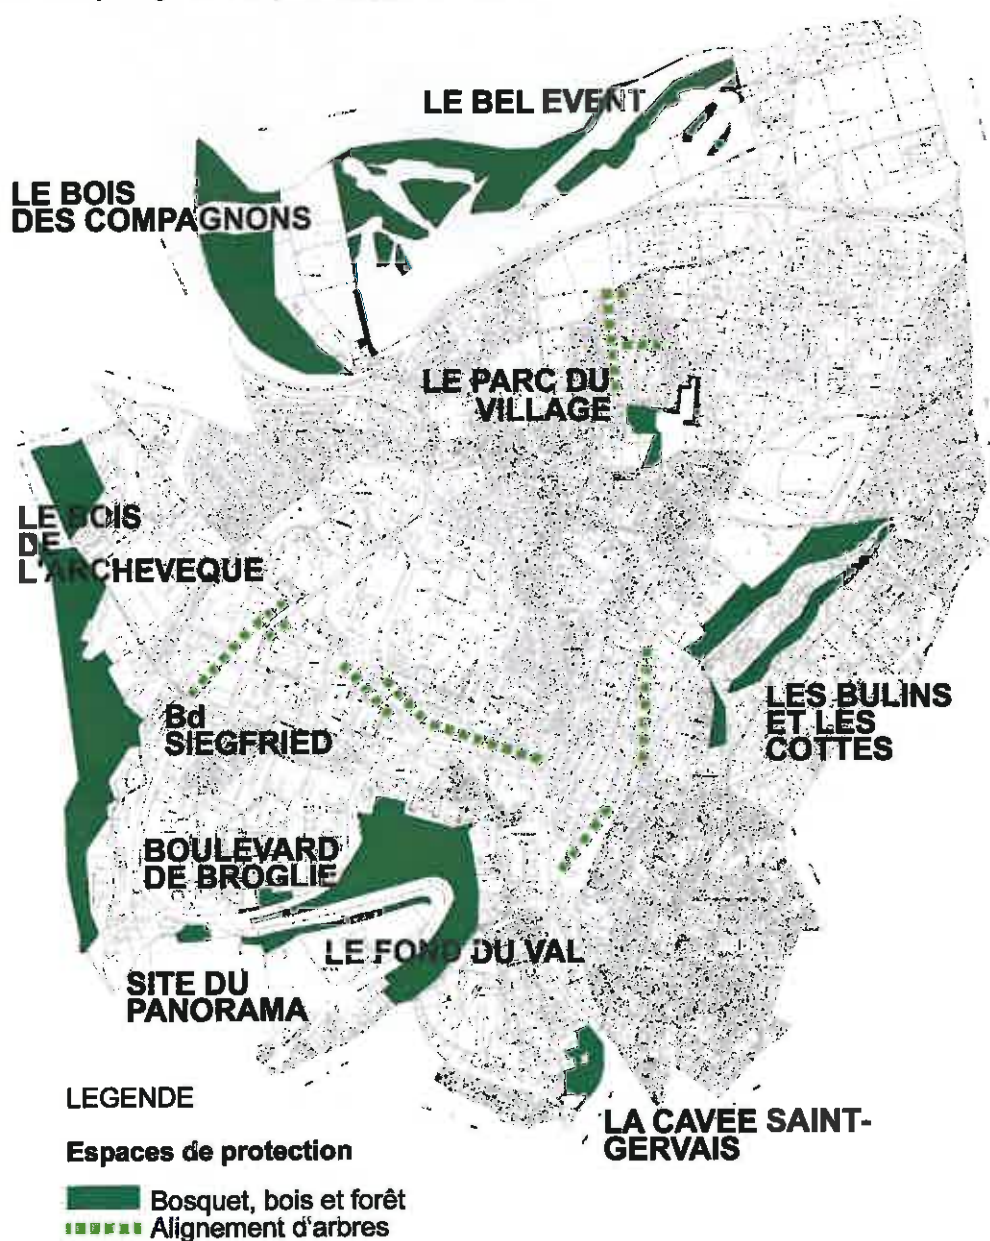 LE BEL EVENT
LE BOIS
DES COMPAGNONS
LE PARC DU
VILLAGE
LE BOIS
DE
L'ARCHEVEQUE
Bd
SIEGFRIED
LES BULINS
ET LES
COTTES
BOULEVARD
DE BROGLIE
LE FOND DU VAL
SITE DU
PANORAMA
LA CAVEE SAINT-
GERVAIS
LEGENDE
Espaces de protection
Bosquet, bois et forêt
Alignement d'arbres